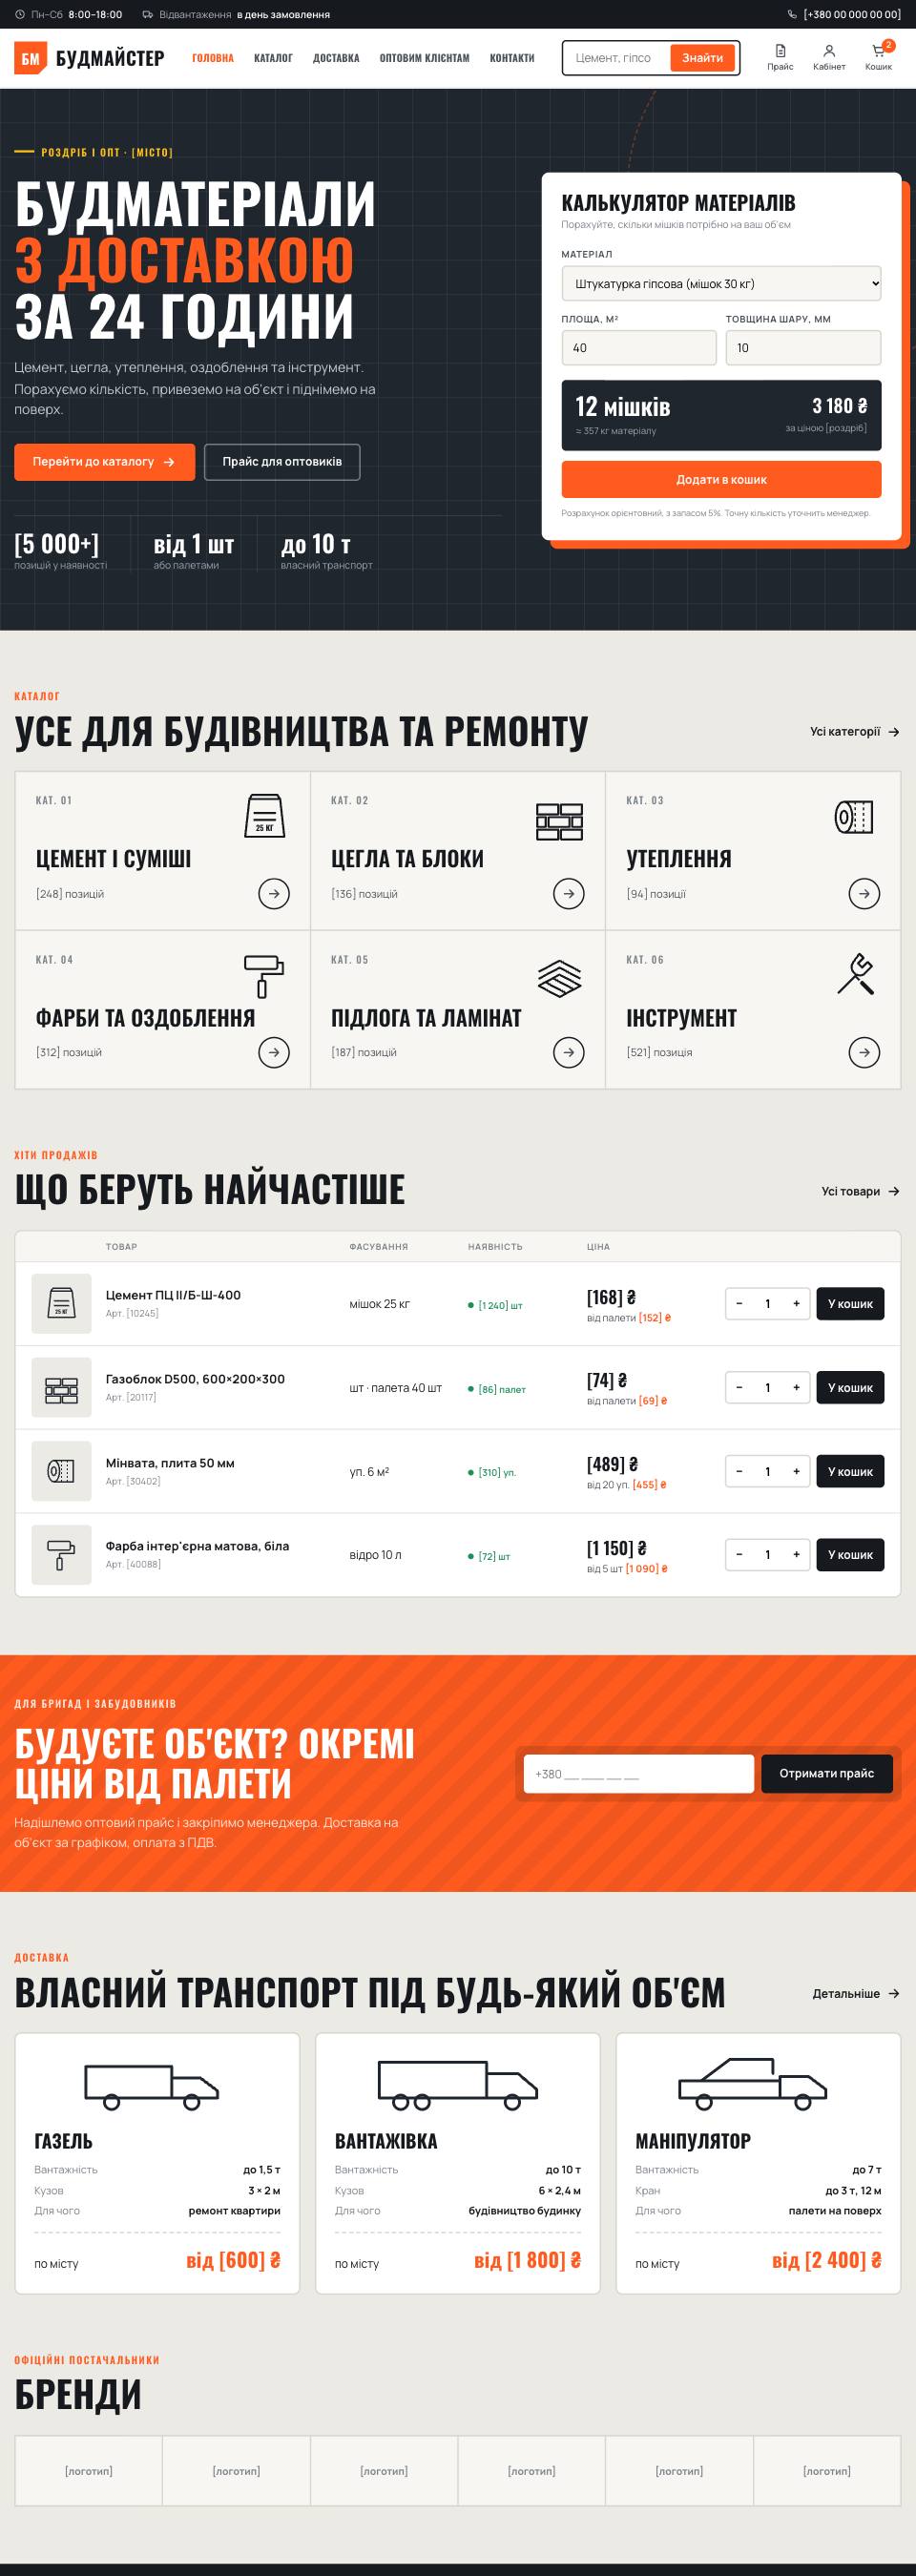 Пн–Сб 8:00–18:00
Відвантаження в день замовлення
[+380 00 000 00 00]
БМ
БУДМАЙСТЕР
ГОЛОВНА
КАТАЛОГ
ДОСТАВКА
ОПТОВИМ КЛІЄНТАМ
КОНТАКТИ
Цемент, гіпсо
Знайти
Прайс
Кабінет
2
Кошик
РОЗДРІБ І ОПТ · [МІСТО]
БУДМАТЕРІАЛИ
З ДОСТАВКОЮ
ЗА 24 ГОДИНИ
Цемент, цегла, утеплення, оздоблення та інструмент.
Порахуємо кількість, привеземо на об'єкт і піднімемо на
поверх.
Перейти до каталогу →
Прайс для оптовиків
[5 000+]
позицій у наявності
від 1 шт
або палетами
до 10 т
власний транспорт
КАЛЬКУЛЯТОР МАТЕРІАЛІВ
Порахуйте, скільки мішків потрібно на ваш об'єм
МАТЕРІАЛ
Штукатурка гіпсова (мішок 30 кг)
ПЛОЩА, М²
ТОВЩИНА ШАРУ, ММ
40
10
12 мішків
≈ 357 кг матеріалу
3 180 ₴
за ціною [роздріб]
Додати в кошик
Розрахунок орієнтовний, з запасом 5%. Точну кількість уточнить менеджер.
КАТАЛОГ
УСЕ ДЛЯ БУДІВНИЦТВА ТА РЕМОНТУ
Усі категорії →
КАТ. 01
25 КГ
ЦЕМЕНТ І СУМІШІ
[248] позицій
КАТ. 02
ЦЕГЛА ТА БЛОКИ
[136] позицій
КАТ. 03
УТЕПЛЕННЯ
[94] позиції
КАТ. 04
ФАРБИ ТА ОЗДОБЛЕННЯ
[312] позицій
КАТ. 05
ПІДЛОГА ТА ЛАМІНАТ
[187] позицій
КАТ. 06
ІНСТРУМЕНТ
[521] позиція
ХІТИ ПРОДАЖІВ
ЩО БЕРУТЬ НАЙЧАСТІШЕ
Усі товари →
ТОВАР
ФАСУВАННЯ
НАЯВНІСТЬ
ЦІНА
25 КГ
Цемент ПЦ II/Б-Ш-400
Арт. [10245]
мішок 25 кг
[1 240] шт
[168] ₴
від палети [152] ₴
− 1 +
У кошик
Газоблок D500, 600×200×300
Арт. [20117]
шт · палета 40 шт
[86] палет
[74] ₴
від палети [69] ₴
− 1 +
У кошик
Мінвата, плита 50 мм
Арт. [30402]
уп. 6 м²
[310] уп.
[489] ₴
від 20 уп. [455] ₴
− 1 +
У кошик
Фарба інтер'єрна матова, біла
Арт. [40088]
відро 10 л
[72] шт
[1 150] ₴
від 5 шт [1 090] ₴
− 1 +
У кошик
ДЛЯ БРИГАД І ЗАБУДОВНИКІВ
БУДУЄТЕ ОБ'ЄКТ? ОКРЕМІ
ЦІНИ ВІД ПАЛЕТИ
Надішлемо оптовий прайс і закріпимо менеджера. Доставка на
об'єкт за графіком, оплата з ПДВ.
+380 __ ___ __ __
Отримати прайс
ДОСТАВКА
ВЛАСНИЙ ТРАНСПОРТ ПІД БУДЬ-ЯКИЙ ОБ'ЄМ
Детальніше →
ГАЗЕЛЬ
Вантажність до 1,5 т
Кузов 3 × 2 м
Для чого ремонт квартири
по місту від [600] ₴
ВАНТАЖІВКА
Вантажність до 10 т
Кузов 6 × 2,4 м
Для чого будівництво будинку
по місту від [1 800] ₴
МАНІПУЛЯТОР
Вантажність до 7 т
Кран до 3 т, 12 м
Для чого палети на поверх
по місту від [2 400] ₴
ОФІЦІЙНІ ПОСТАЧАЛЬНИКИ
БРЕНДИ
[логотип]
[логотип]
[логотип]
[логотип]
[логотип]
[логотип]